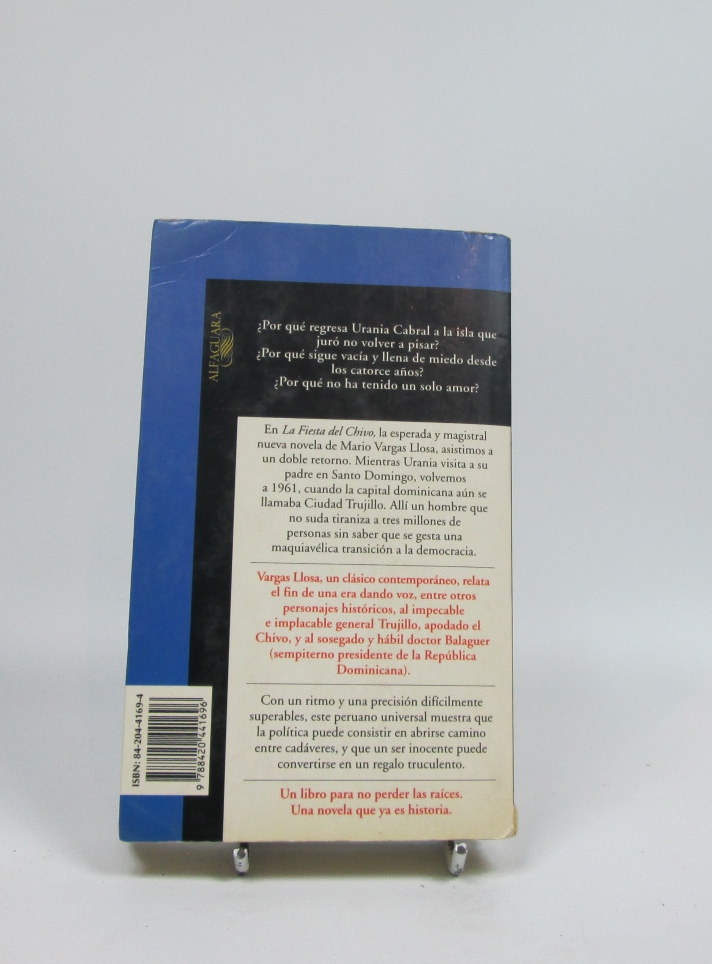 ALFAGUARA
¿Por qué regresa Urania Cabral a la isla que
juró no volver a pisar?
¿Por qué sigue vacía y llena de miedo desde
los catorce años?
¿Por qué no ha tenido un solo amor?
En La Fiesta del Chivo, la esperada y magistral
nueva novela de Mario Vargas Llosa, asistimos a
un doble retorno. Mientras Urania visita a su
padre en Santo Domingo, volvemos
a 1961, cuando la capital dominicana aún se
llamaba Ciudad Trujillo. Allí un hombre que
no suda tiraniza a tres millones de
personas sin saber que se gesta una
maquiavélica transición a la democracia.
Vargas Llosa, un clásico contemporáneo, relata
el fin de una era dando voz, entre otros
personajes históricos, al impecable
e implacable general Trujillo, apodado el
Chivo, y al sosegado y hábil doctor Balaguer
(sempiterno presidente de la República
Dominicana).
Con un ritmo y una precisión difícilmente
superables, este peruano universal muestra que
la política puede consistir en abrirse camino
entre cadáveres, y que un ser inocente puede
convertirse en un regalo truculento.
Un libro para no perder las raíces.
Una novela que ya es historia.
ISBN: 84-204-4169-4
9 788420 441696